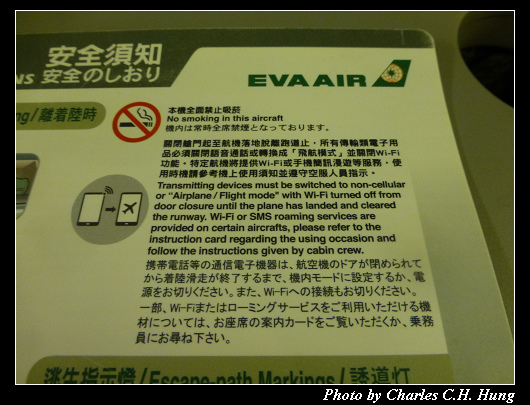 安全須知
NS 安全のしおり
EVA AIR
ng/離着陸時
本機全面禁止吸菸
No smoking in this aircraft
機内は常時全席禁煙となっております。
關閉艙門起至航機落地脫離跑道止，所有傳輸類電子用
品必須關閉語音通話或轉換成「飛航模式」並關閉Wi-Fi
功能。特定航機將提供Wi-Fi或手機簡訊漫遊等服務，使
用時機請參考機上使用須知並遵守空服人員指示。
Transmitting devices must be switched to non-cellular
or "Airplane / Flight mode" with Wi-Fi turned off from
door closure until the plane has landed and cleared
the runway. Wi-Fi or SMS roaming services are
provided on certain aircrafts, please refer to the
instruction card regarding the using occasion and
follow the instructions given by cabin crew.
携帯電話等の通信電子機器は、航空機のドアが閉められて
から着陸滑走が終了するまで、機内モードに設定するか、電
源をお切りください。また、Wi-Fiへの接続もお切りください。
一部、Wi-Fiまたはローミングサービスをご利用いただける機
材については、お座席の案内カードをご覧いただくか、乗務
員にお尋ね下さい。
逃生指示燈/Escape-path Markings/誘導灯
Photo by Charles C.H. Hung